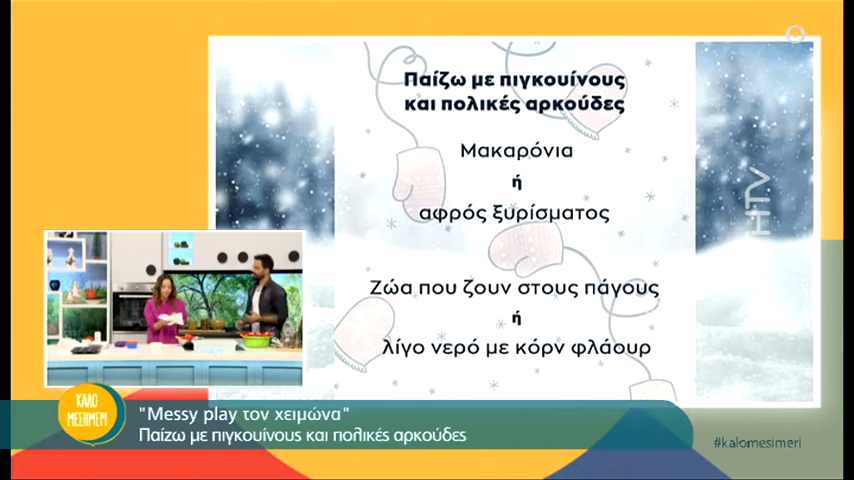 Παίζω με πιγκουίνους
και πολικές αρκούδες
Μακαρόνια
ή
αφρός ξυρίσματος
Ζώα που ζουν στους πάγους
ή
λίγο νερό με κόρν φλάουρ
HTV
ΚΑΛΟ
ΜΕΣΗΜΕΡΙ
"Messy play τον χειμώνα"
Παίζω με πιγκουίνους και πολικές αρκούδες
#kalomesimeri